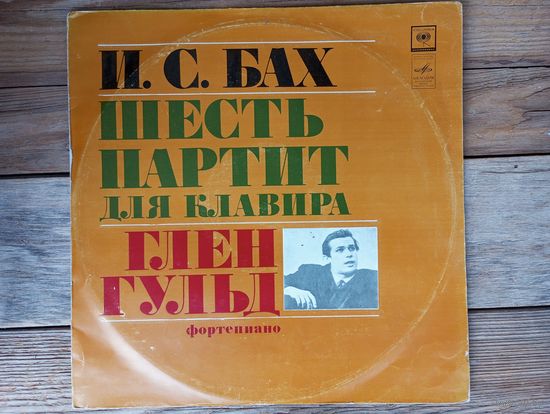 И. С. БАХ
ШЕСТЬ
ПАРТИТ
ДЛЯ КЛАВИРА
ГЛЕН
ГУЛЬД
фортепиано